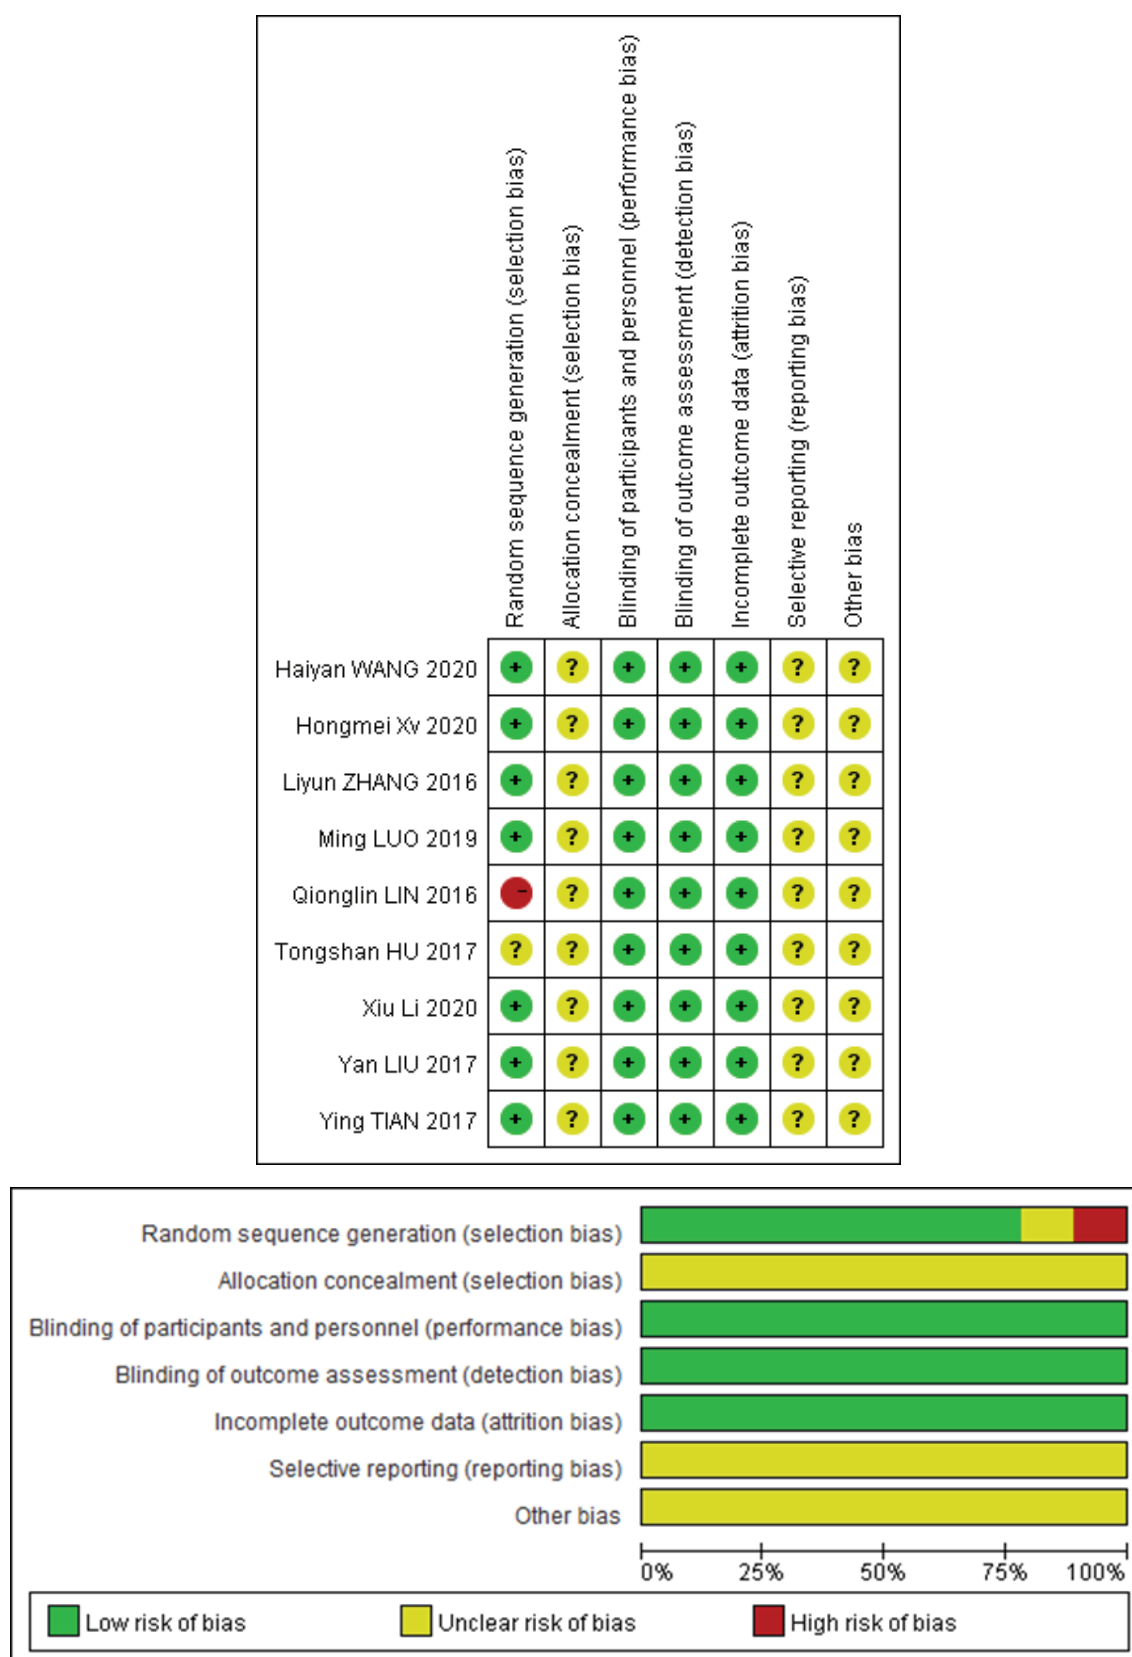 Random sequence generation (selection bias)
Allocation concealment (selection bias)
Blinding of participants and personnel (performance bias)
Blinding of outcome assessment (detection bias)
Incomplete outcome data (attrition bias)
Selective reporting (reporting bias)
Other bias
Haiyan WANG 2020 + ? + + + ? ?
Hongmei Xv 2020 + ? + + + ? ?
Liyun ZHANG 2016 + ? + + + ? ?
Ming LUO 2019 + ? + + + ? ?
Qionglin LIN 2016 - ? + + + ? ?
Tongshan HU 2017 ? ? + + + ? ?
Xiu Li 2020 + ? + + + ? ?
Yan LIU 2017 + ? + + + ? ?
Ying TIAN 2017 + ? + + + ? ?
Random sequence generation (selection bias)
Allocation concealment (selection bias)
Blinding of participants and personnel (performance bias)
Blinding of outcome assessment (detection bias)
Incomplete outcome data (attrition bias)
Selective reporting (reporting bias)
Other bias
0% 25% 50% 75% 100%
Low risk of bias Unclear risk of bias High risk of bias